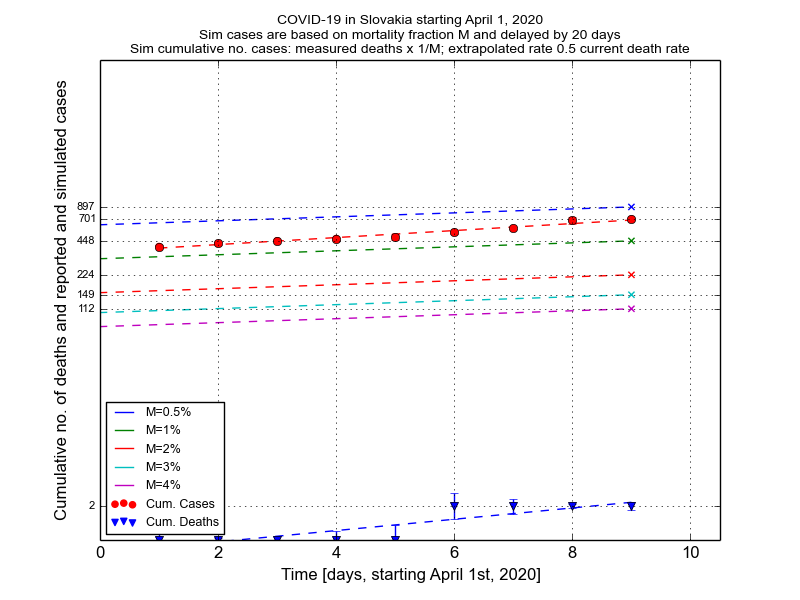 COVID-19 in Slovakia starting April 1, 2020
Sim cases are based on mortality fraction M and delayed by 20 days
Sim cumulative no. cases: measured deaths x 1/M; extrapolated rate 0.5 current death rate
Cumulative no. of deaths and reported and simulated cases
897
701
448
224
149
112
2
M=0.5%
M=1%
M=2%
M=3%
M=4%
Cum. Cases
Cum. Deaths
0 2 4 6 8 10
Time [days, starting April 1st, 2020]